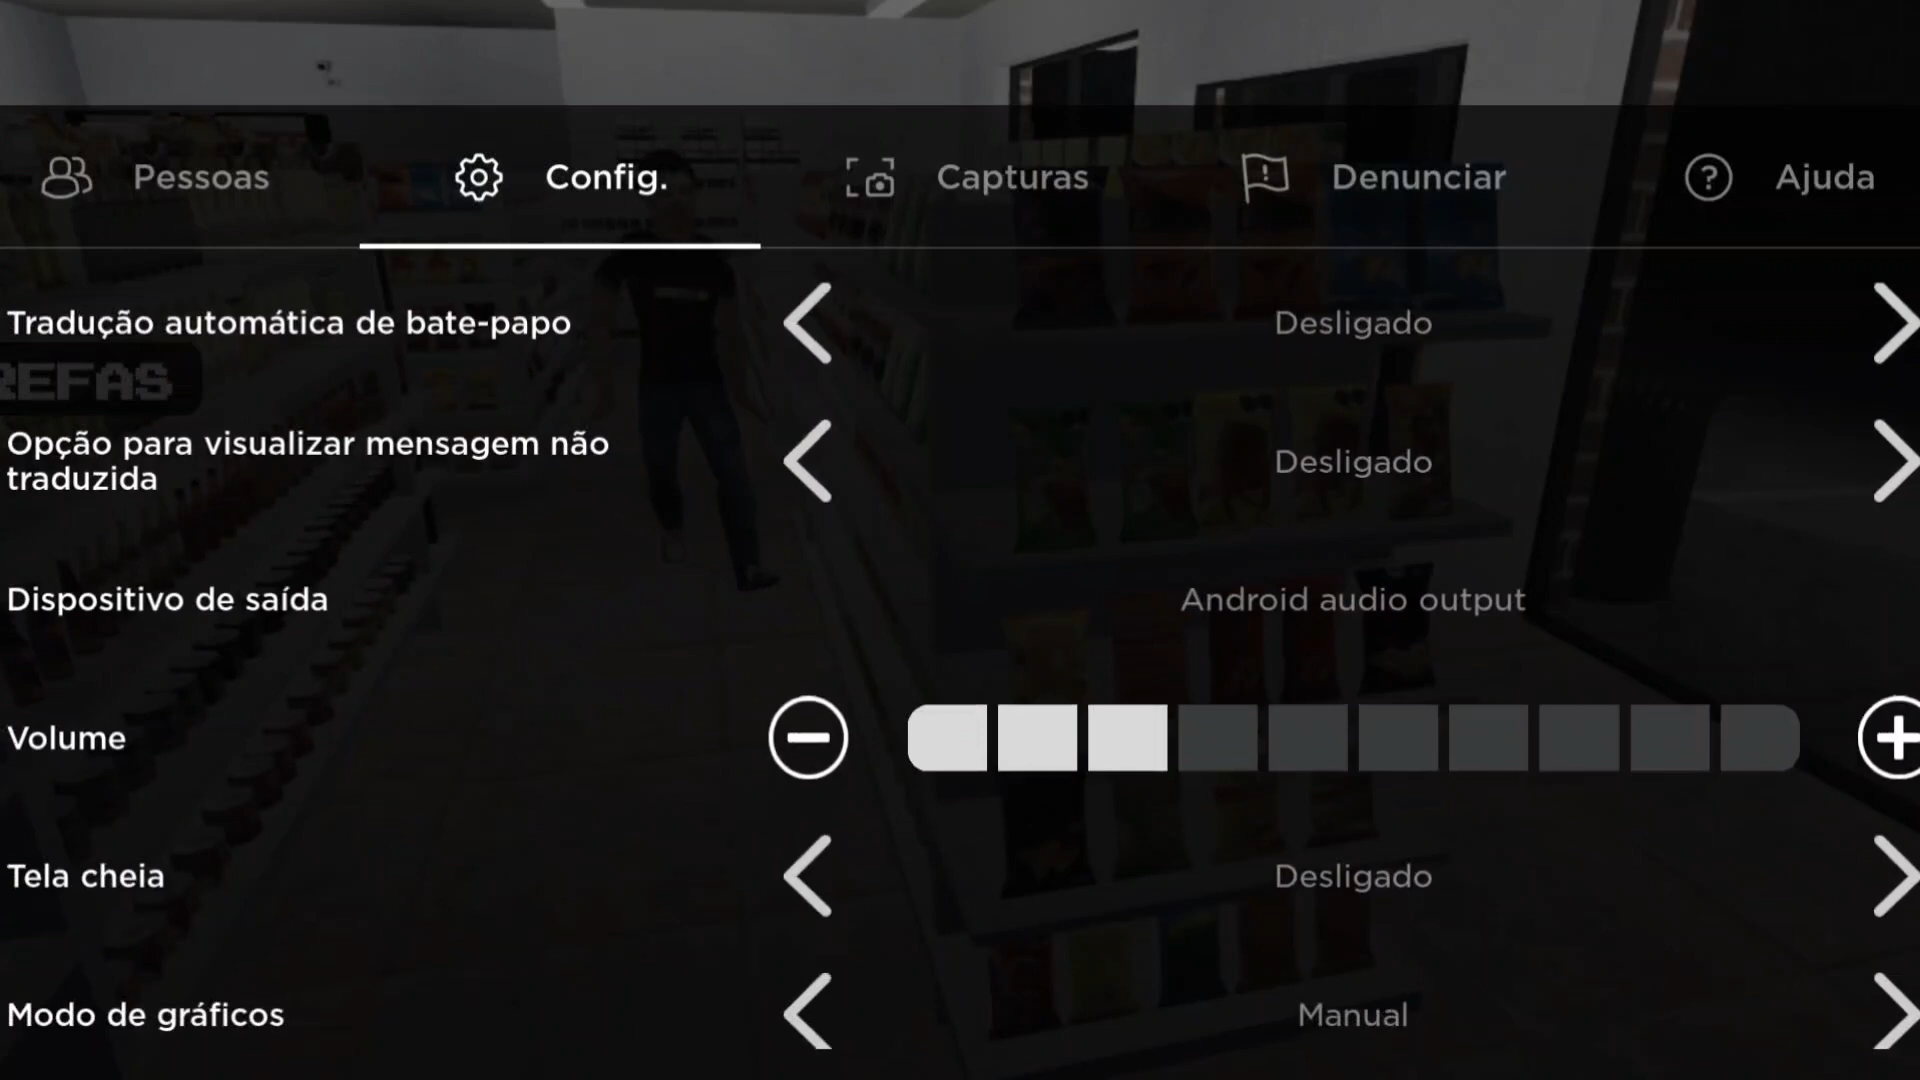 Pessoas
Config.
Capturas
Denunciar
Ajuda
Tradução automática de bate-papo
Desligado
REFAS
Opção para visualizar mensagem não
traduzida
Desligado
Dispositivo de saída
Android audio output
Volume
Tela cheia
Desligado
Modo de gráficos
Manual